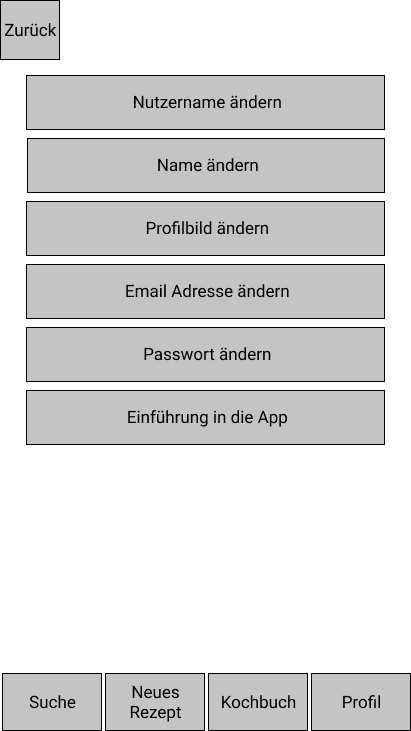 Zurück
Nutzername ändern
Name ändern
Profilbild ändern
Email Adresse ändern
Passwort ändern
Einführung in die App
Suche
Neues
Rezept
Kochbuch
Profil